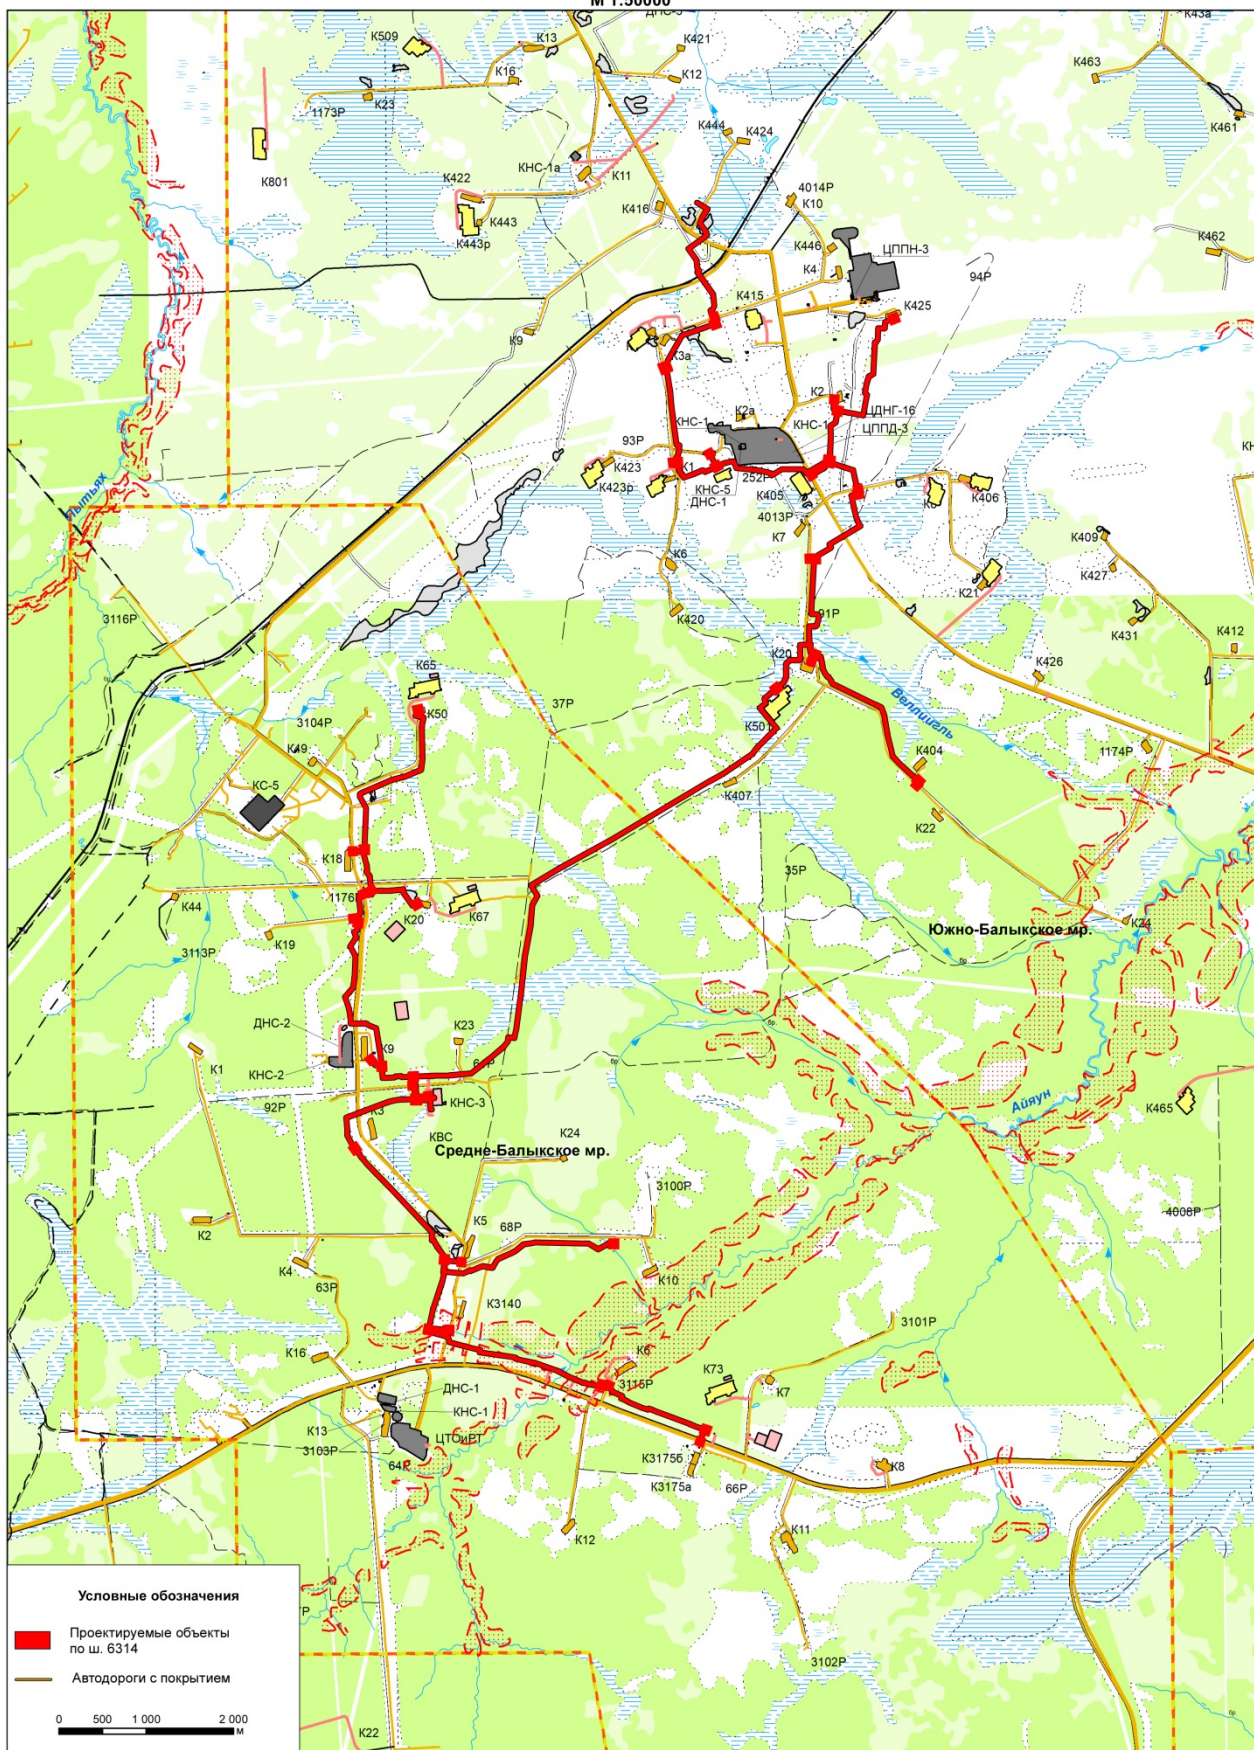 М 1:50000
ДНС-3
К43а
К509
К13
К421
К463
К16
К12
К23
1173Р
К461
К444
К424
КНС-1а
К801
К422
К11
4014Р
К10
К416
К443
К443р
К446
ЦППН-3
К462
К4
94Р
К415
К425
К9
К3а
К2
КНС-1
К2а
ЦДНГ-16
КНС-1
ЦППД-3
93Р
К423
К1
252Р
К423р
КНС-5
К405
К406
ДНС-1
4013Р
К7
К409
Пытьях
К6
К427
К21
3116Р
К420
91Р
К431
К412
К20
К65
К426
К50
37Р
Веллигель
К501
3104Р
К49
1174Р
К404
КС-5
К407
К22
К18
35Р
1176Р
К44
К20
К67
К24
К19
Южно-Балыкское мр.
3113Р
ДНС-2
К23
К9
К1
КНС-2
Айяун
КНС-3
К465
92Р
К3
КВС
К24
Средне-Балыкское мр.
3100Р
К2
К5
68Р
4008Р
К4
К10
63Р
К3140
3101Р
К16
К6
3115Р
К73
К7
ДНС-1
КНС-1
К13
ЦТОиРТ
3103Р
64Р
К3175б
К8
К3175а
66Р
К12
К11
Условные обозначения
Проектируемые объекты
по ш. 6314
3102Р
Автодороги с покрытием
0 500 1 000 2 000
м
К22